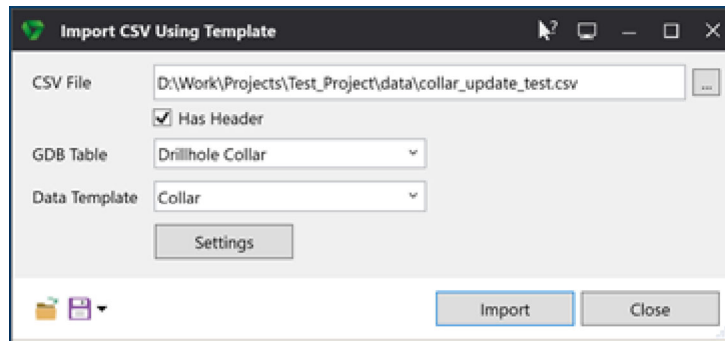 Import CSV Using Template
CSV File D:\Work\Projects\Test_Project\data\collar_update_test.csv ...
Has Header
GDB Table Drillhole Collar
Data Template Collar
Settings
Import Close